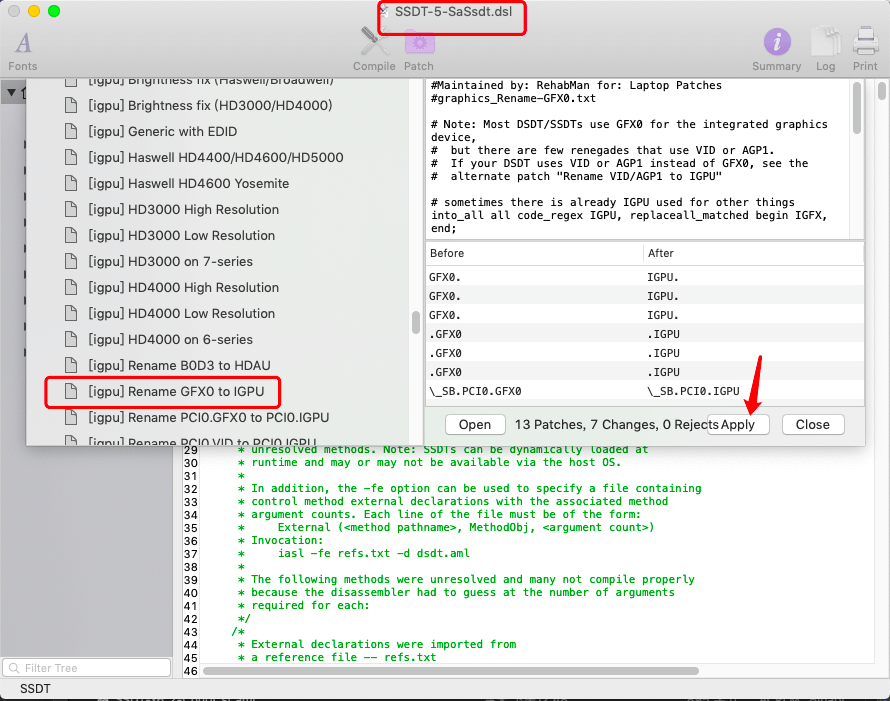 SSDT-5-SaSsdt.dsl
Fonts
Compile
Patch
Summary
Log
Print
[igpu] Brightness fix (Haswell/Broadwell)
[igpu] Brightness fix (HD3000/HD4000)
[igpu] Generic with EDID
[igpu] Haswell HD4400/HD4600/HD5000
[igpu] Haswell HD4600 Yosemite
[igpu] HD3000 High Resolution
[igpu] HD3000 Low Resolution
[igpu] HD3000 on 7-series
[igpu] HD4000 High Resolution
[igpu] HD4000 Low Resolution
[igpu] HD4000 on 6-series
[igpu] Rename B0D3 to HDAU
[igpu] Rename GFX0 to IGPU
[igpu] Rename PCI0.GFX0 to PCI0.IGPU
[igpu] Rename PCI0.VID to PCI0.IGPU
#Maintained by: RehabMan for: Laptop Patches
#graphics_Rename-GFX0.txt
# Note: Most DSDT/SSDTs use GFX0 for the integrated graphics
device,
#  but there are few renegades that use VID or AGP1.
#  If your DSDT uses VID or AGP1 instead of GFX0, see the
#  alternate patch "Rename VID/AGP1 to IGPU"
# sometimes there is already IGPU used for other things
into_all all code_regex IGPU, replaceall_matched begin IGFX,
end;
Before After
GFX0. IGPU.
GFX0. IGPU.
GFX0. IGPU.
.GFX0 .IGPU
.GFX0 .IGPU
.GFX0 .IGPU
\_SB.PCI0.GFX0 \_SB.PCI0.IGPU
Open 13 Patches, 7 Changes, 0 Rejects Apply Close
29 * unresolved methods. Note: SSDTs can be dynamically loaded at
30 * runtime and may or may not be available via the host OS.
31 *
32 * In addition, the -fe option can be used to specify a file containing
33 * control method external declarations with the associated method
34 * argument counts. Each line of the file must be of the form:
35 *     External (<method pathname>, MethodObj, <argument count>)
36 * Invocation:
37 *     iasl -fe refs.txt -d dsdt.aml
38 *
39 * The following methods were unresolved and many not compile properly
40 * because the disassembler had to guess at the number of arguments
41 * required for each:
42 */
43 /*
44 * External declarations were imported from
45 * a reference file -- refs.txt
46
Filter Tree
SSDT